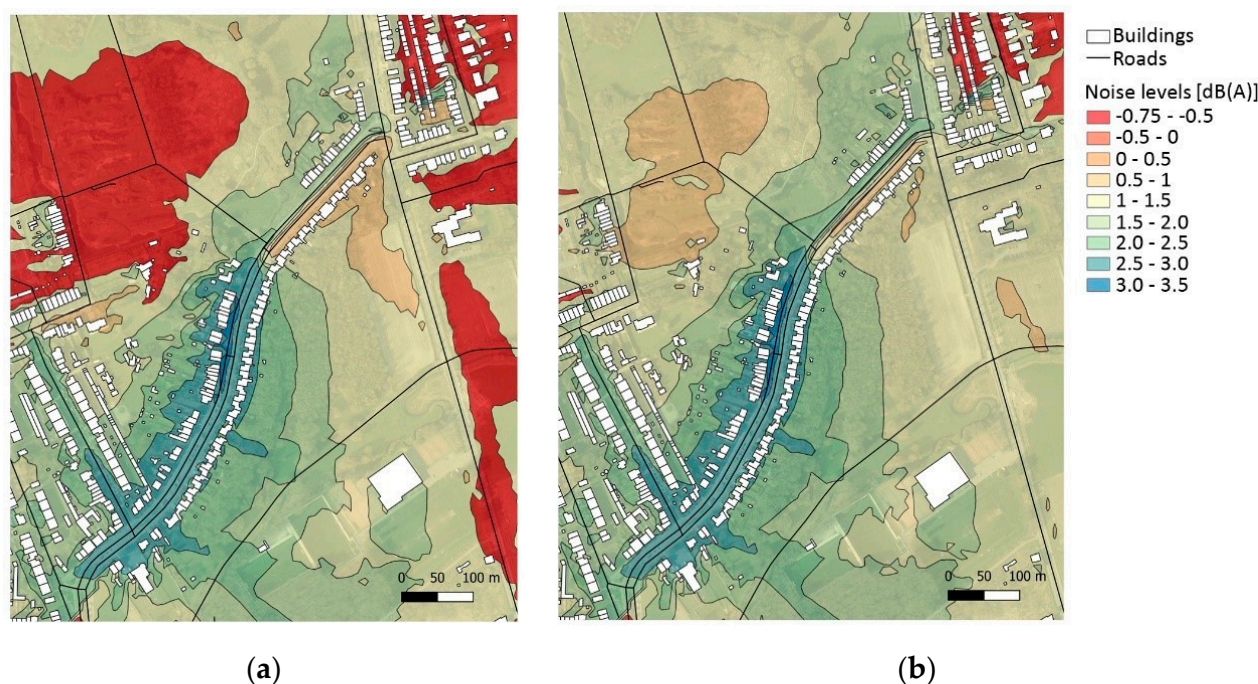 Buildings
Roads
Noise levels [dB(A)]
-0.75 - -0.5
-0.5 - 0
0 - 0.5
0.5 - 1
1 - 1.5
1.5 - 2.0
2.0 - 2.5
2.5 - 3.0
3.0 - 3.5
0 50 100 m
0 50 100 m
(a)
(b)